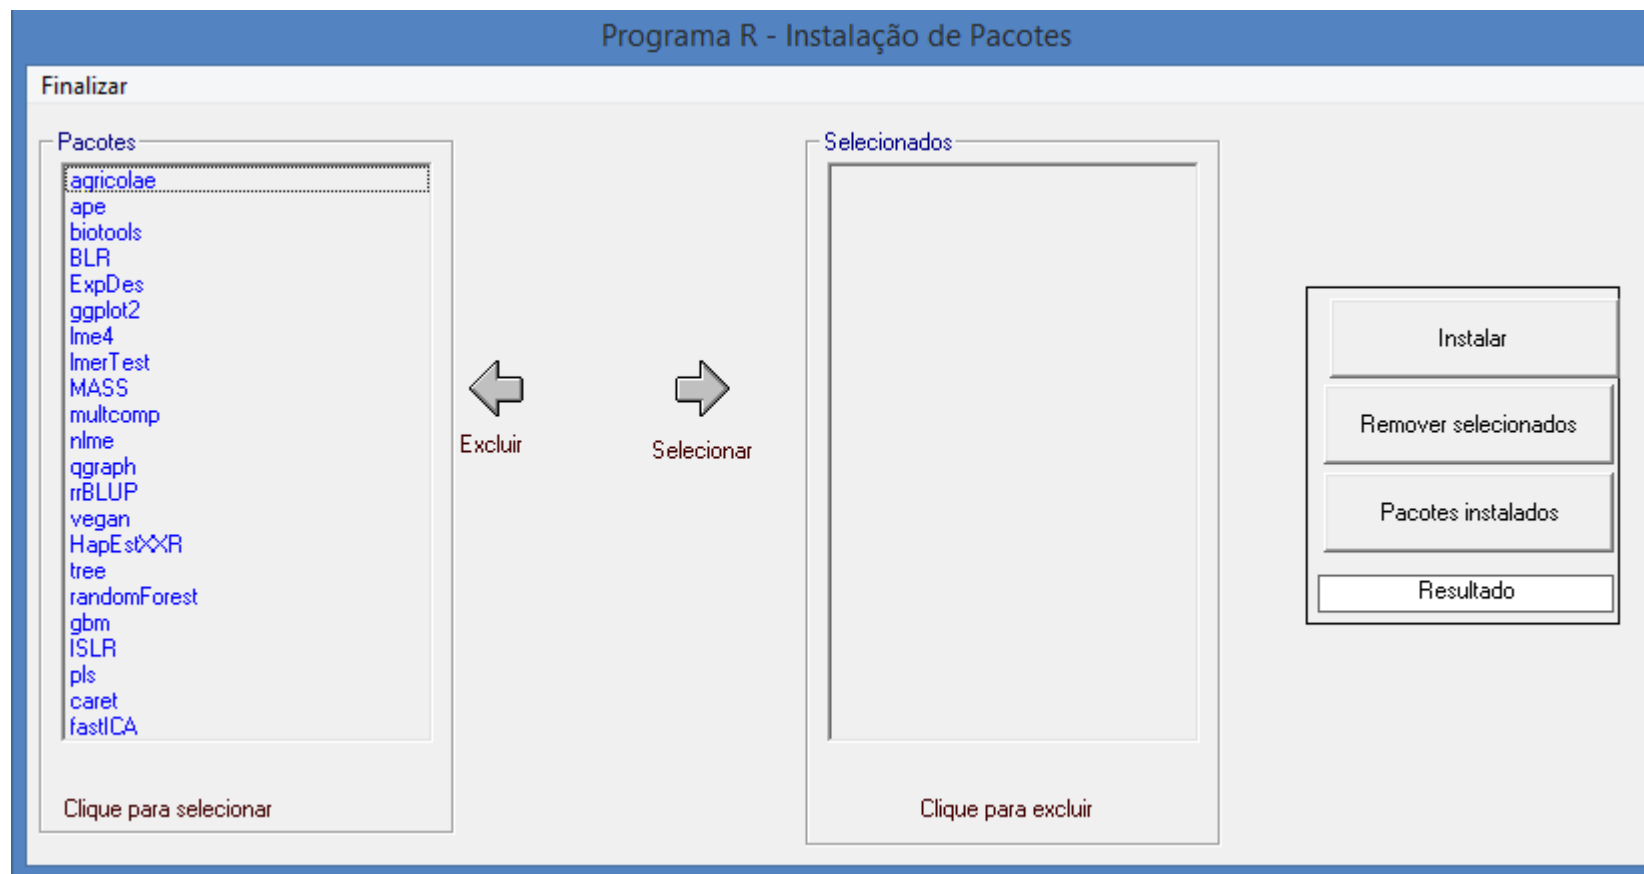 Programa R - Instalação de Pacotes
Finalizar
Pacotes
agricolae
ape
biotools
BLR
ExpDes
ggplot2
lme4
lmerTest
MASS
multcomp
nlme
qgraph
rrBLUP
vegan
HapEstXXR
tree
randomForest
gbm
ISLR
pls
caret
fastICA
Clique para selecionar
Excluir
Selecionar
Selecionados
Clique para excluir
Instalar
Remover selecionados
Pacotes instalados
Resultado